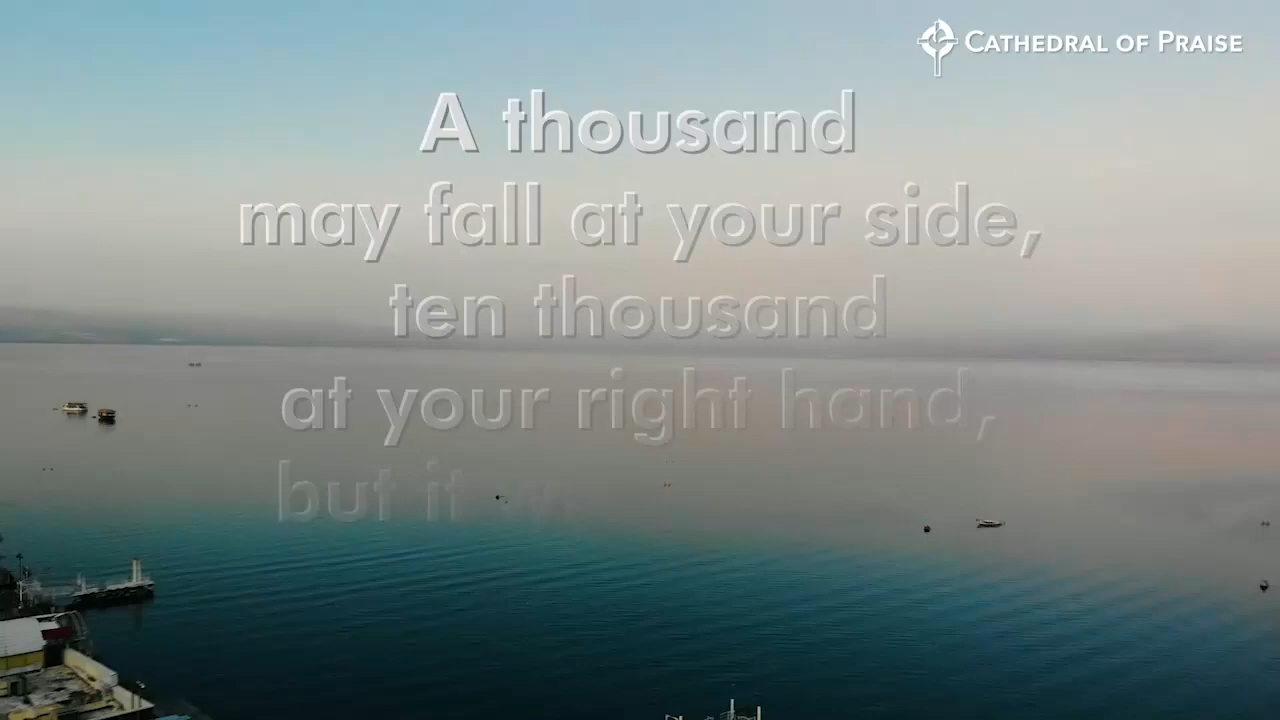 CATHEDRAL OF PRAISE
A thousand
may fall at your side,
ten thousand
at your right hand,
but it